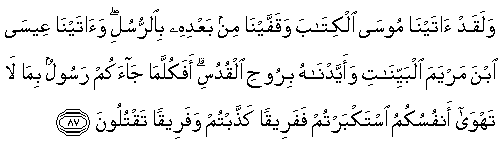 وَلَقَدْ ءَاتَيْنَا مُوسَى ٱلْكِتَٰبَ وَقَفَّيْنَا مِنۢ بَعْدِهِۦ بِٱلرُّسُلِ ۖ وَءَاتَيْنَا عِيسَى
ٱبْنَ مَرْيَمَ ٱلْبَيِّنَٰتِ وَأَيَّدْنَٰهُ بِرُوحِ ٱلْقُدُسِ ۗ أَفَكُلَّمَا جَآءَكُمْ رَسُولٌۢ بِمَا لَا
تَهْوَىٰٓ أَنفُسُكُمُ ٱسْتَكْبَرْتُمْ فَفَرِيقًا كَذَّبْتُمْ وَفَرِيقًا تَقْتُلُونَ ﴿٨٧﴾